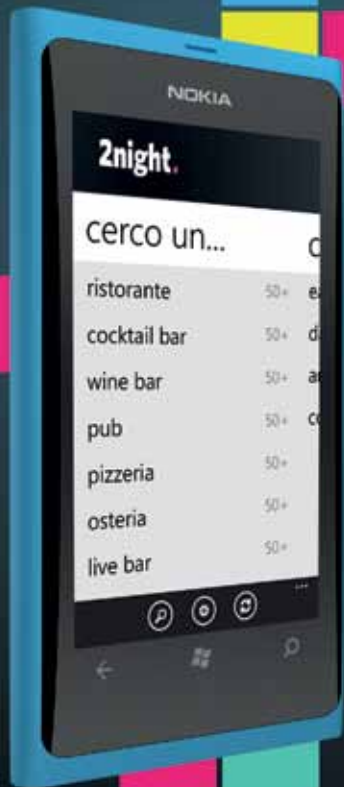 NOKIA
2night.
cerco un...
ristorante 50+
cocktail bar 50+
wine bar 50+
pub 50+
pizzeria 50+
osteria 50+
live bar 50+